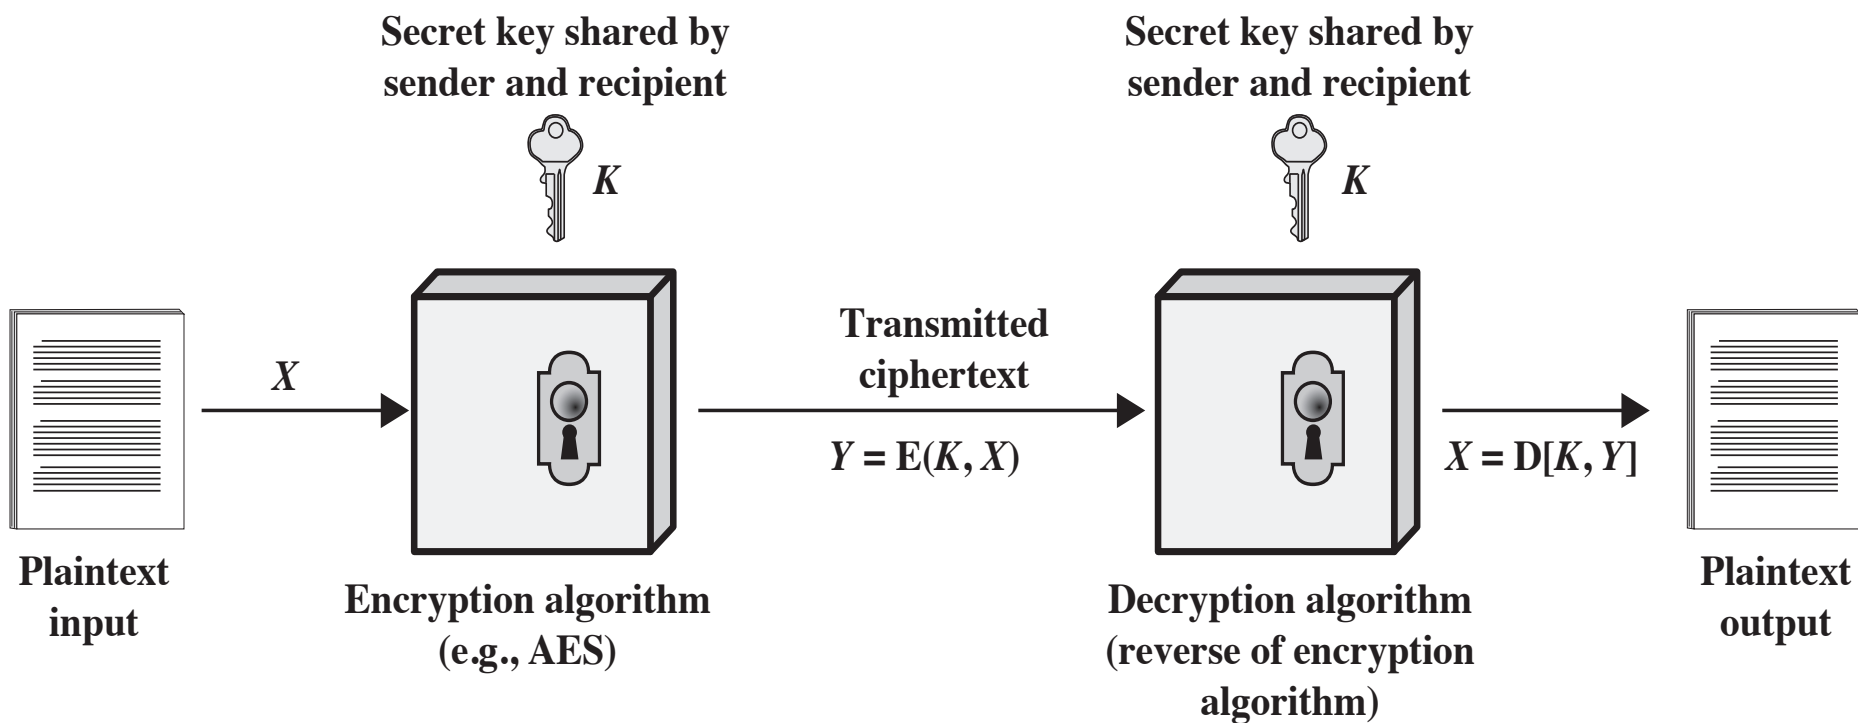 Secret key shared by
sender and recipient
K
Secret key shared by
sender and recipient
K
X
Transmitted
ciphertext
Y = E(K, X)
X = D[K, Y]
Plaintext
input
Encryption algorithm
(e.g., AES)
Decryption algorithm
(reverse of encryption
algorithm)
Plaintext
output